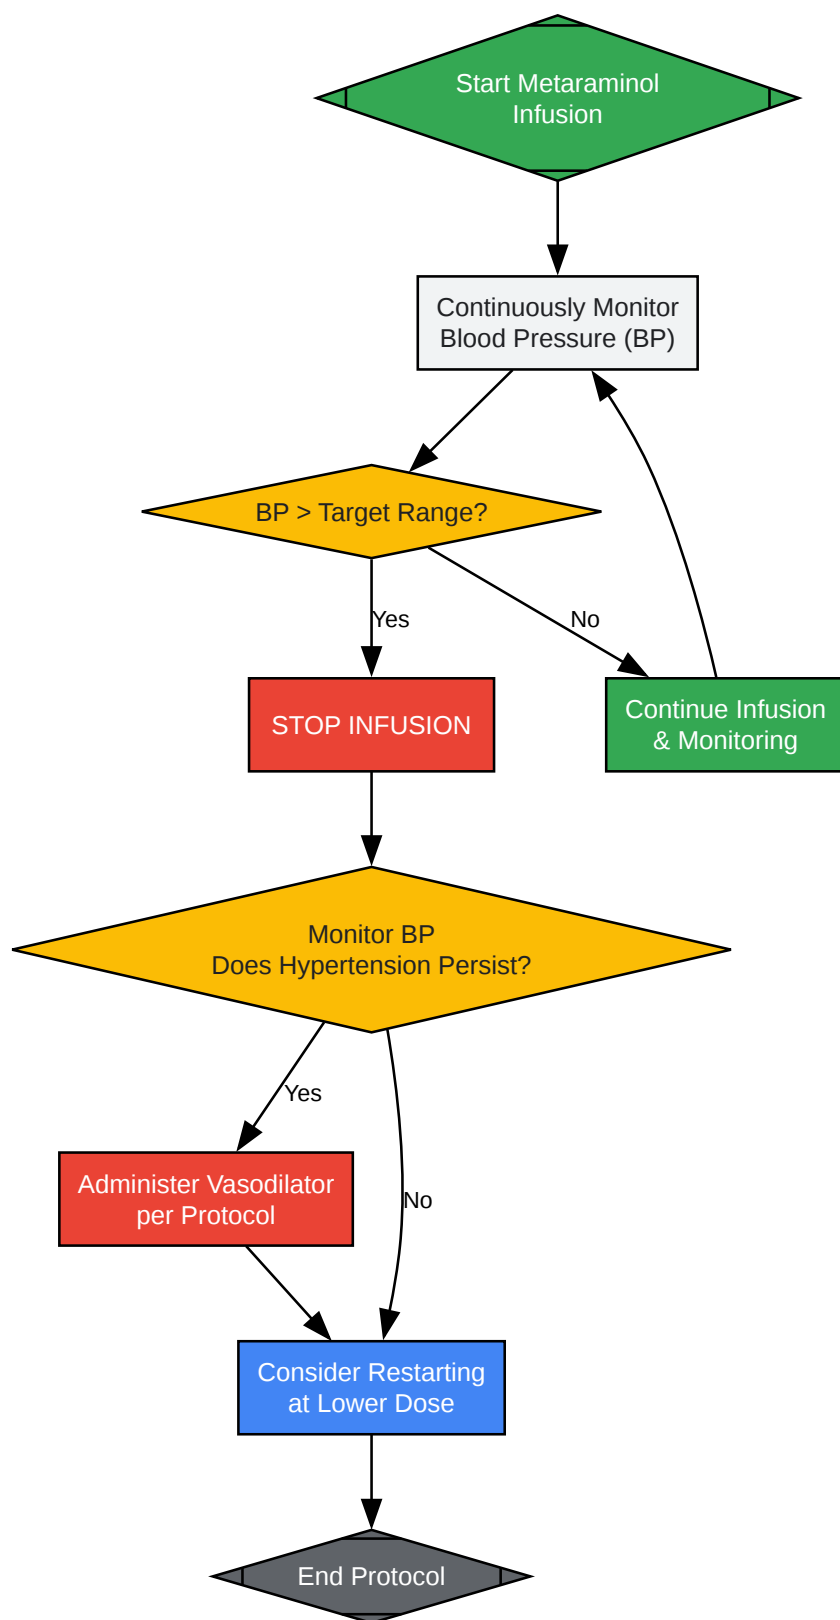 Start Metaraminol
Infusion
Continuously Monitor
Blood Pressure (BP)
BP > Target Range?
Yes
No
STOP INFUSION
Continue Infusion
& Monitoring
Monitor BP
Does Hypertension Persist?
Yes
No
Administer Vasodilator
per Protocol
Consider Restarting
at Lower Dose
End Protocol